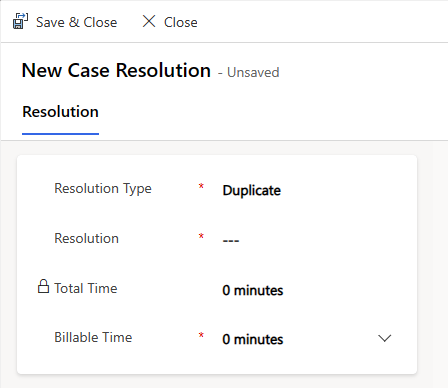 Save & Close Close
New Case Resolution - Unsaved
Resolution
Resolution Type * Duplicate
Resolution * ---
Total Time 0 minutes
Billable Time * 0 minutes